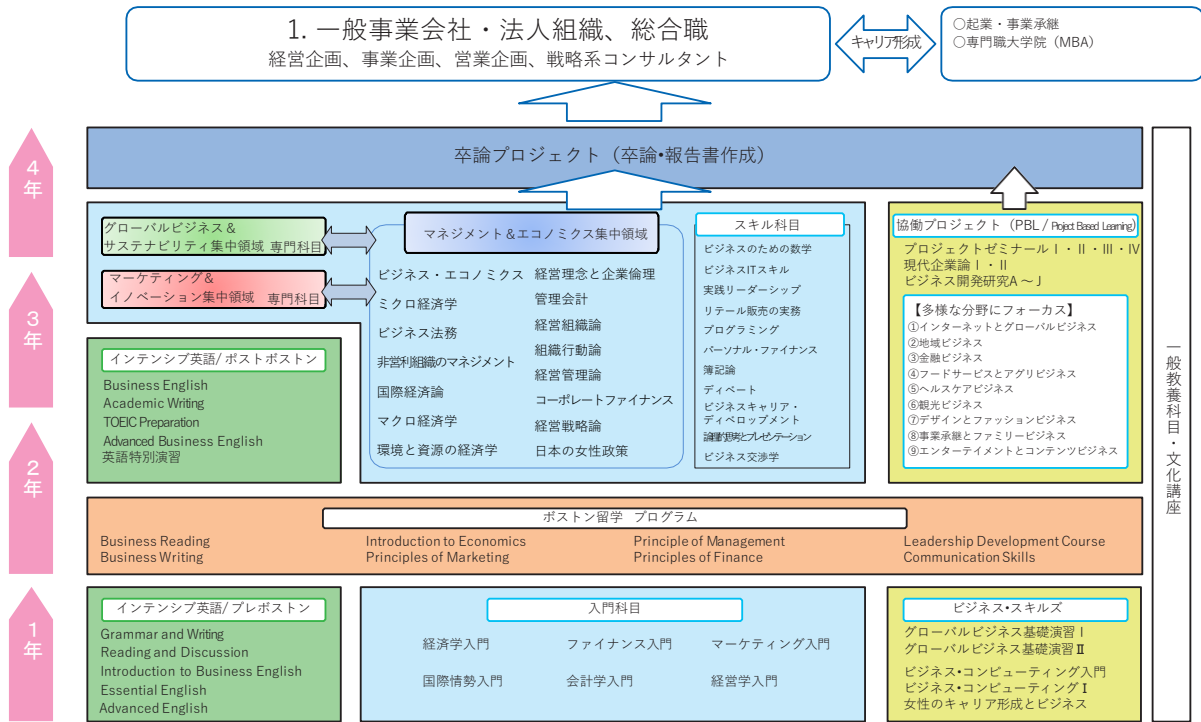 1. 一般事業会社・法人組織、総合職
経営企画、事業企画、営業企画、戦略系コンサルタント
キャリア形成
○起業・事業承継
○専門職大学院（MBA）
4年
3年
2年
1年
卒論プロジェクト（卒論・報告書作成）
グローバルビジネス＆
サステナビリティ集中領域 専門科目
マーケティング＆
イノベーション集中領域 専門科目
マネジメント＆エコノミクス集中領域
ビジネス・エコノミクス
ミクロ経済学
ビジネス法務
非営利組織のマネジメント
国際経済論
マクロ経済学
環境と資源の経済学
経営理念と企業倫理
管理会計
経営組織論
組織行動論
経営管理論
コーポレートファイナンス
経営戦略論
日本の女性政策
スキル科目
ビジネスのための数学
ビジネスITスキル
実践リーダーシップ
リテール販売の実務
プログラミング
パーソナル・ファイナンス
簿記論
ディベート
ビジネスキャリア・
ディベロップメント
論理的思考とプレゼンテーション
ビジネス交渉学
協働プロジェクト（PBL / Project Based Learning）
プロジェクトゼミナールⅠ・Ⅱ・Ⅲ・Ⅳ
現代企業論Ⅰ・Ⅱ
ビジネス開発研究A～J
【多様な分野にフォーカス】
①インターネットとグローバルビジネス
②地域ビジネス
③金融ビジネス
④フードサービスとアグリビジネス
⑤ヘルスケアビジネス
⑥観光ビジネス
⑦デザインとファッションビジネス
⑧事業承継とファミリービジネス
⑨エンターテイメントとコンテンツビジネス
一般教養科目・文化講座
インテンシブ英語/ ポストボストン
Business English
Academic Writing
TOEIC Preparation
Advanced Business English
英語特別演習
ボストン留学 プログラム
Business Reading
Business Writing
Introduction to Economics
Principles of Marketing
Principle of Management
Principles of Finance
Leadership Development Course
Communication Skills
インテンシブ英語/ プレボストン
Grammar and Writing
Reading and Discussion
Introduction to Business English
Essential English
Advanced English
入門科目
経済学入門 ファイナンス入門 マーケティング入門
国際情勢入門 会計学入門 経営学入門
ビジネス・スキルズ
グローバルビジネス基礎演習Ⅰ
グローバルビジネス基礎演習Ⅱ
ビジネス・コンピューティング入門
ビジネス・コンピューティングⅠ
女性のキャリア形成とビジネス